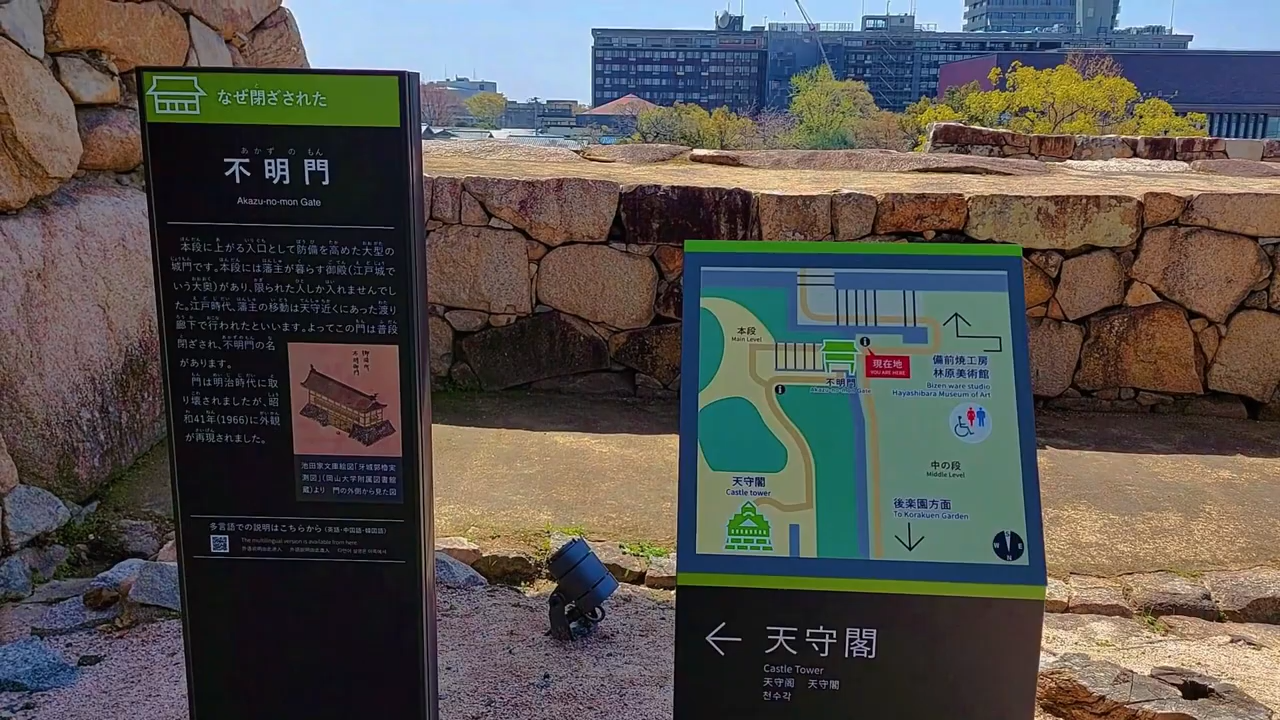 なぜ閉ざされた
不明門
Akazu-no-mon Gate
本段に上がる入口として防備を高めた大型の
城門です。本段には藩主が暮らす御殿(江戸城で
いう大奥)があり、限られた人しか入れませんでし
た。江戸時代、藩主の移動は天守近くにあった渡り
廊下で行われたといいます。よってこの門は普段
閉ざされ、不明門の名
があります。
門は明治時代に取
り壊されましたが、昭
和41年(1966)に外観
が再現されました。
池田家文庫絵図「牙城郭櫓実
測図」(岡山大学附属図書館
蔵)より 門の外側から見た図
多言語での説明はこちらから (英語・中国語・韓国語)
The multilingual version is available from here.
本段
Main Level
不明門
Akazu-no-mon Gate
現在地
YOU ARE HERE
備前焼工房
林原美術館
Bizen ware studio
Hayashibara Museum of Art
中の段
Middle Level
天守閣
Castle tower
後楽園方面
To Korakuen Garden
W N E
天守閣
Castle Tower
天守阁 天守閣
천수각